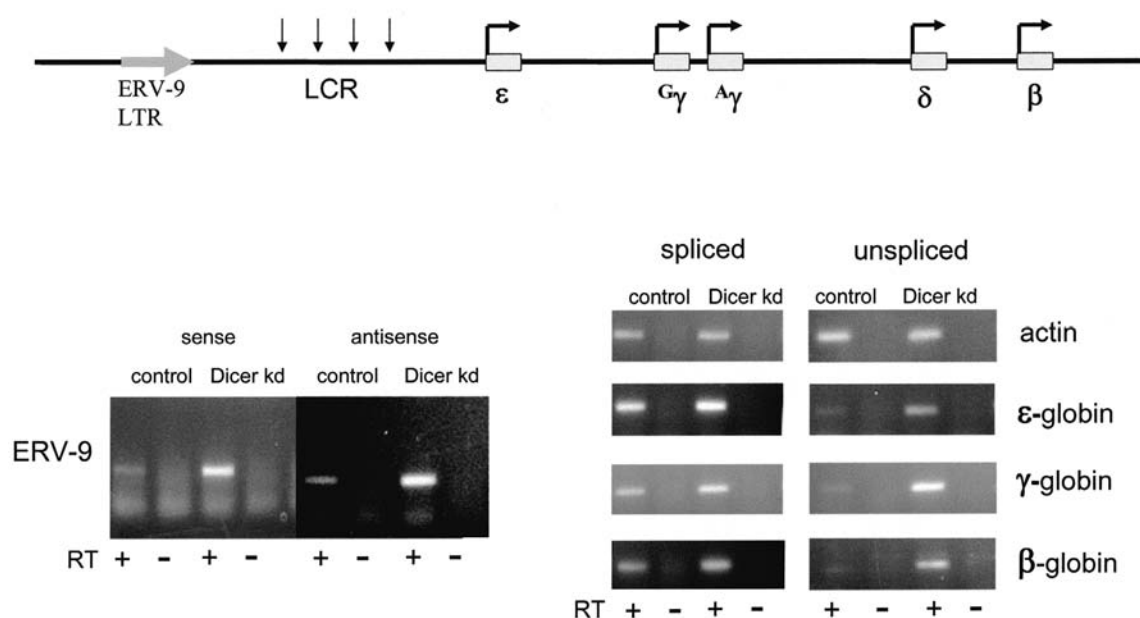 ERV-9
LTR
LCR
ε
Gγ
Aγ
δ
β
spliced
unspliced
control
Dicer kd
control
Dicer kd
actin
ε-globin
γ-globin
β-globin
RT + - + - + - + -
sense
antisense
control
Dicer kd
control
Dicer kd
ERV-9
RT + - + - + - + -